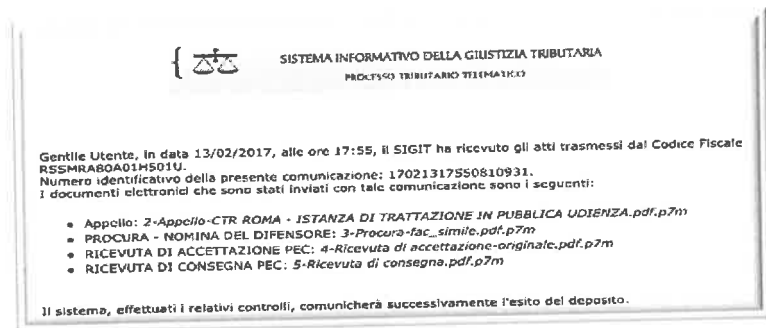 SISTEMA INFORMATIVO DELLA GIUSTIZIA TRIBUTARIA
PROCESSO TRIBUTARIO TELEMATICO
Gentile Utente, in data 13/02/2017, alle ore 17:55, il SIGIT ha ricevuto gli atti trasmessi dal Codice Fiscale
RSSMRA80A01H501U.
Numero identificativo della presente comunicazione: 17021317550810931.
I documenti elettronici che sono stati inviati con tale comunicazione sono i seguenti:
• Appello: 2-Appello-CTR ROMA - ISTANZA DI TRATTAZIONE IN PUBBLICA UDIENZA.pdf.p7m
• PROCURA - NOMINA DEL DIFENSORE: 3-Procura-fac_simile.pdf.p7m
• RICEVUTA DI ACCETTAZIONE PEC: 4-Ricevuta di accettazione-originale.pdf.p7m
• RICEVUTA DI CONSEGNA PEC: 5-Ricevuta di consegna.pdf.p7m
Il sistema, effettuati i relativi controlli, comunicherà successivamente l'esito del deposito.